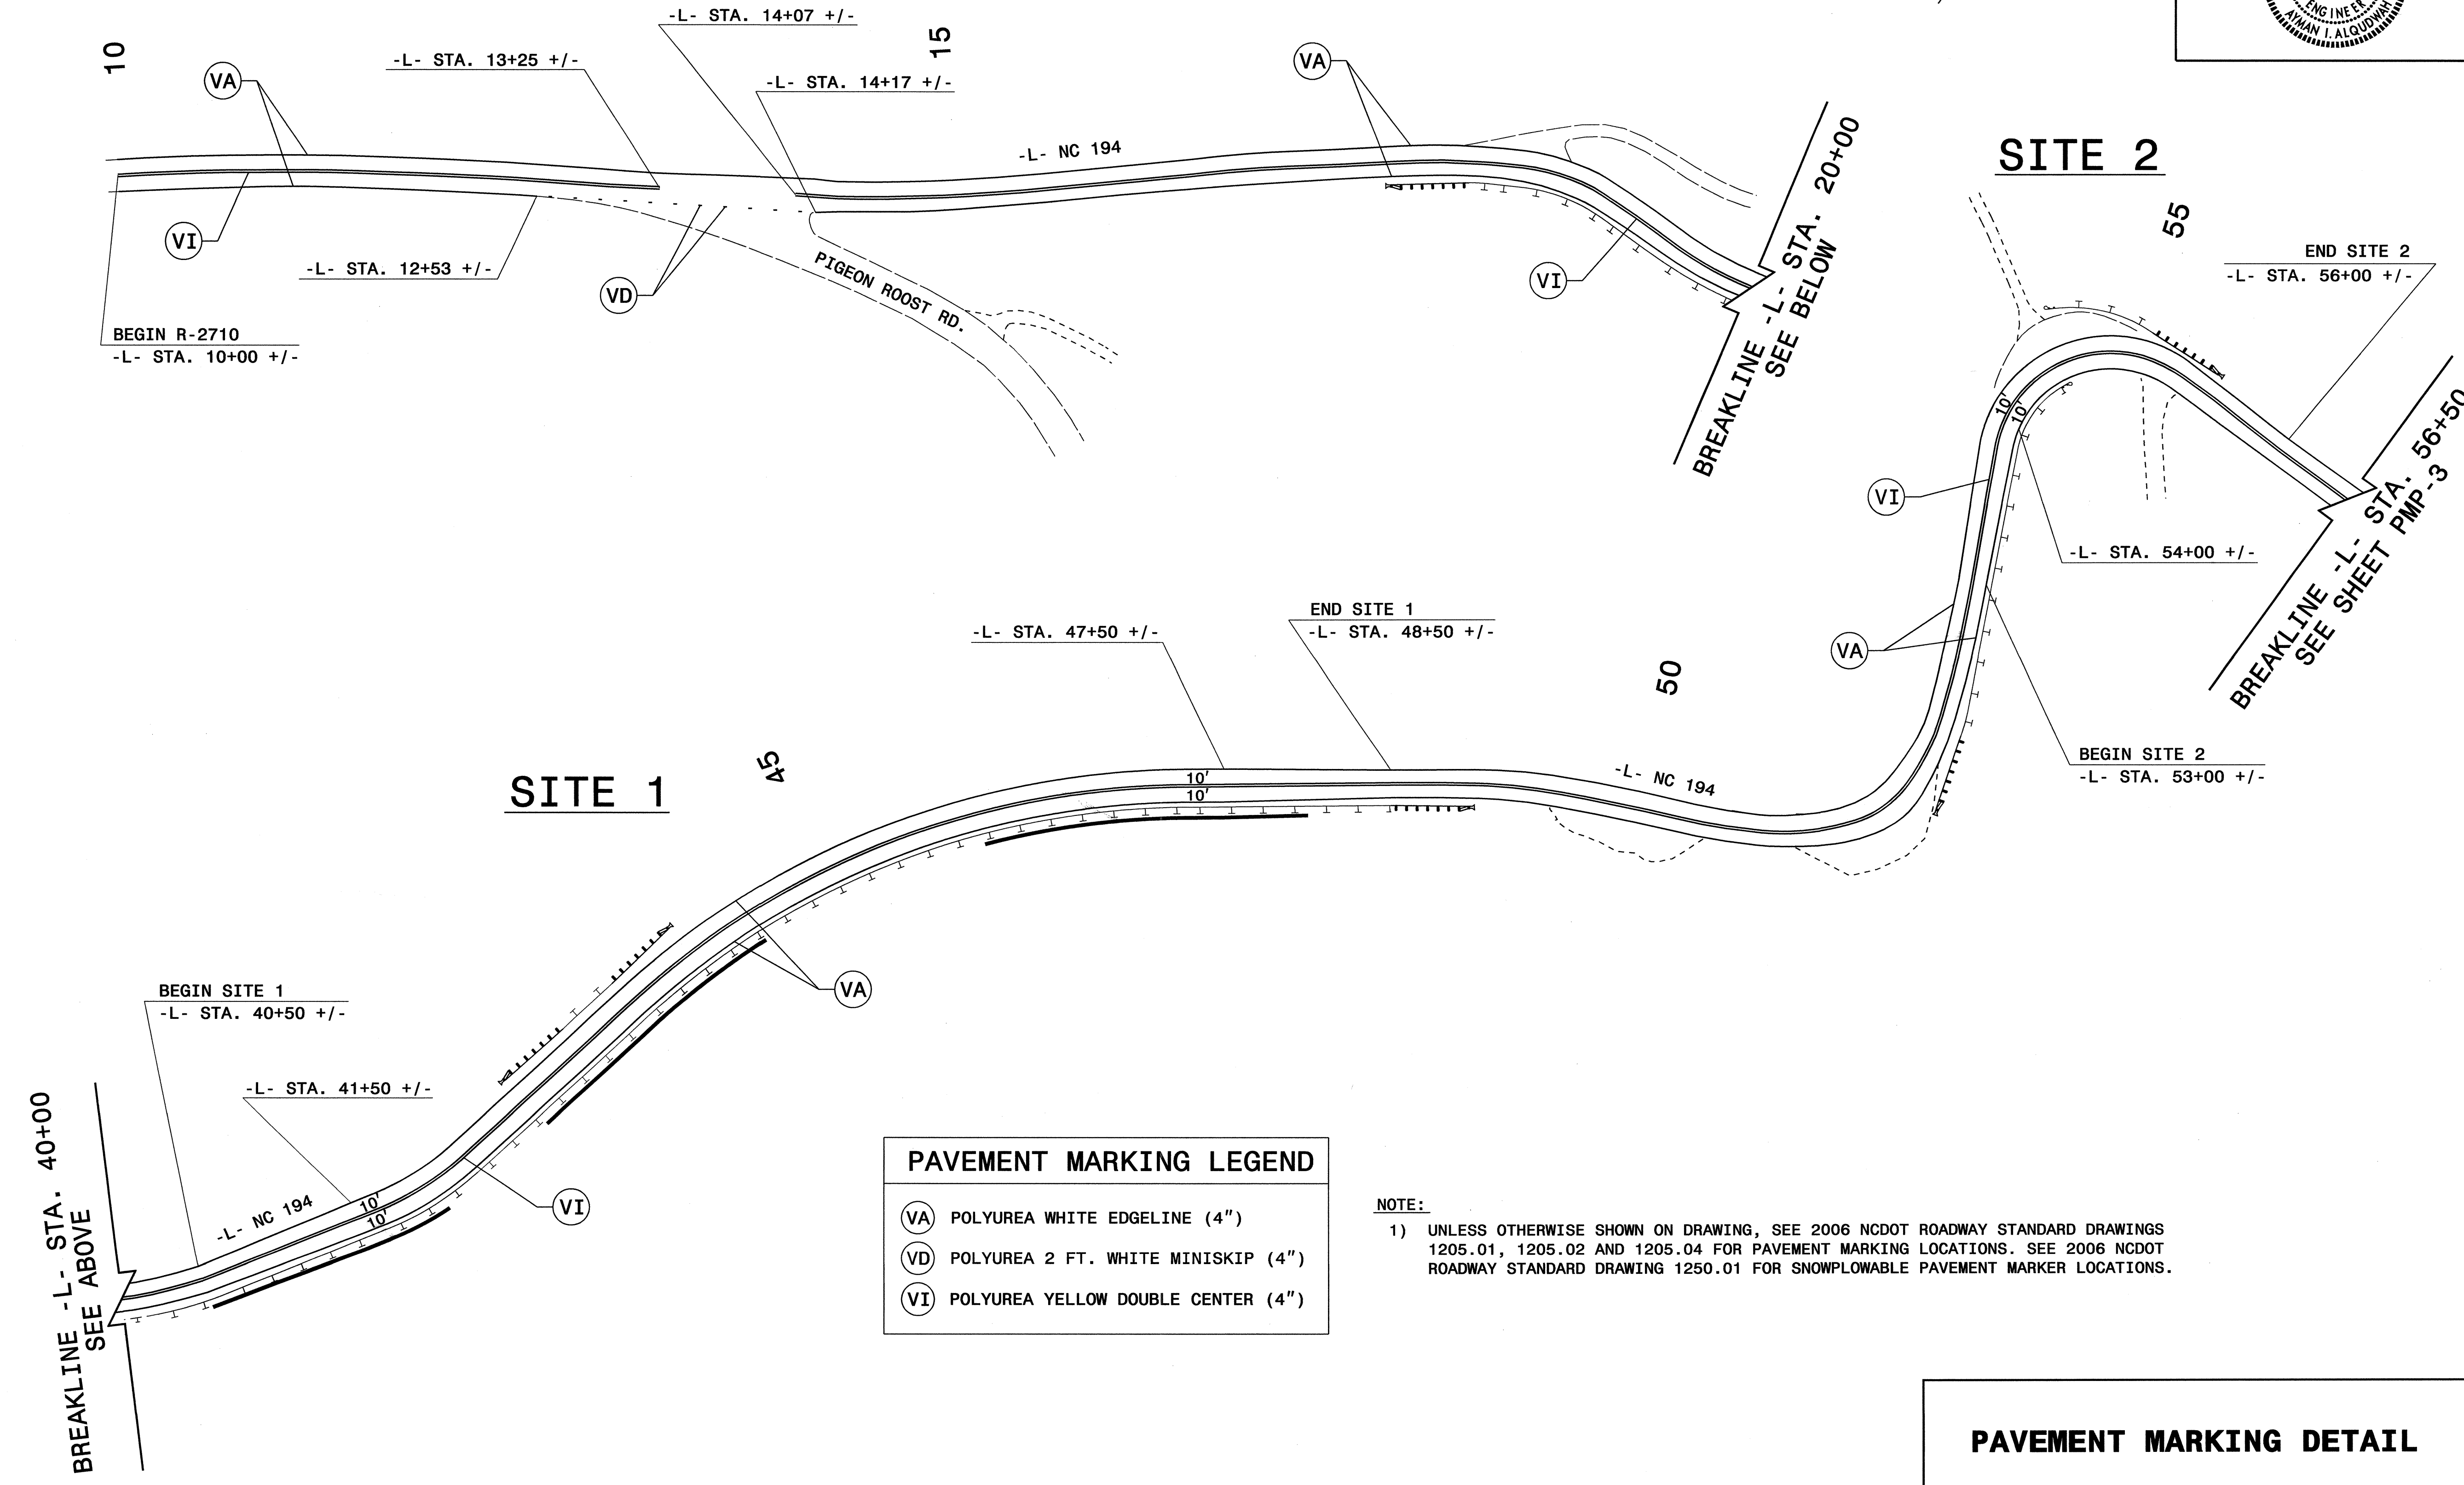 ENGINEER
AYMAN I. ALQUDWAH
10
15
-L- STA. 14+07 +/-
-L- STA. 13+25 +/-
-L- STA. 14+17 +/-
VA
VA
-L- NC 194
VI
-L- STA. 12+53 +/-
VD
PIGEON ROOST RD.
VI
BEGIN R-2710
-L- STA. 10+00 +/-
BREAKLINE -L- STA. 20+00
SEE BELOW
SITE 2
55
END SITE 2
-L- STA. 56+00 +/-
10'
10'
VI
-L- STA. 54+00 +/-
BREAKLINE -L- STA. 56+50
SEE SHEET PMP-3
VA
BEGIN SITE 2
-L- STA. 53+00 +/-
-L- STA. 47+50 +/-
END SITE 1
-L- STA. 48+50 +/-
50
SITE 1
45
10'
10'
-L- NC 194
VA
BEGIN SITE 1
-L- STA. 40+50 +/-
-L- STA. 41+50 +/-
10'
10'
-L- NC 194
VI
BREAKLINE -L- STA. 40+00
SEE ABOVE
PAVEMENT MARKING LEGEND
VA POLYUREA WHITE EDGELINE (4")
VD POLYUREA 2 FT. WHITE MINISKIP (4")
VI POLYUREA YELLOW DOUBLE CENTER (4")
NOTE:
1) UNLESS OTHERWISE SHOWN ON DRAWING, SEE 2006 NCDOT ROADWAY STANDARD DRAWINGS
1205.01, 1205.02 AND 1205.04 FOR PAVEMENT MARKING LOCATIONS. SEE 2006 NCDOT
ROADWAY STANDARD DRAWING 1250.01 FOR SNOWPLOWABLE PAVEMENT MARKER LOCATIONS.
PAVEMENT MARKING DETAIL